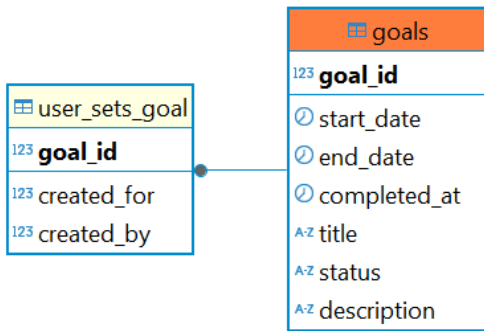 user_sets_goal
123 goal_id
123 created_for
123 created_by
goals
123 goal_id
start_date
end_date
completed_at
A-Z title
A-Z status
A-Z description